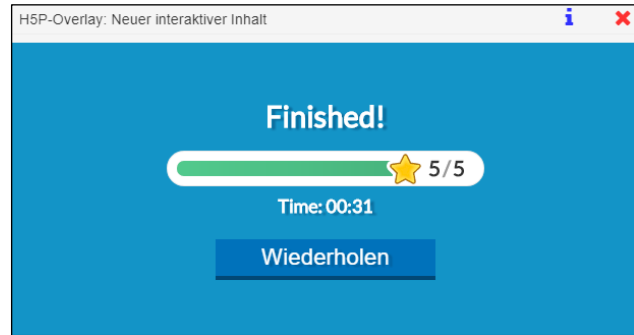 H5P-Overlay: Neuer interaktiver Inhalt
Finished!
5/5
Time: 00:31
Wiederholen